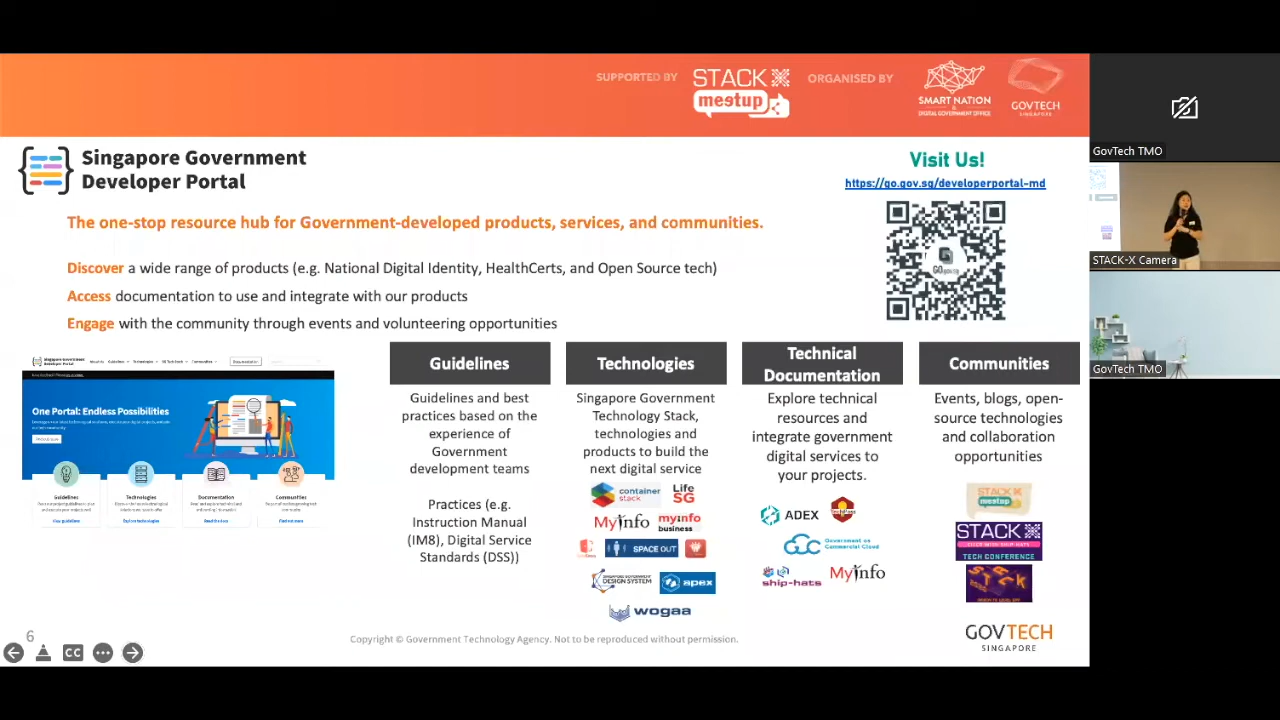 SUPPORTED BY
STACK X
meetup
ORGANISED BY
SMART NATION
&
DIGITAL GOVERNMENT OFFICE
GOVTECH
SINGAPORE
Singapore Government
Developer Portal
Visit Us!
https://go.gov.sg/developerportal-md
The one-stop resource hub for Government-developed products, services, and communities.
Discover a wide range of products (e.g. National Digital Identity, HealthCerts, and Open Source tech)
Access documentation to use and integrate with our products
Engage with the community through events and volunteering opportunities
One Portal: Endless Possibilities
Guidelines
Technologies
Documentation
Communities
Guidelines
Guidelines and best
practices based on the
experience of
Government
development teams
Practices (e.g.
Instruction Manual
(IM8), Digital Service
Standards (DSS))
Technologies
Singapore Government
Technology Stack,
technologies and
products to build the
next digital service
container
stack
Life
SG
MyInfo
myinfo
business
SPACE OUT
SINGAPORE GOVERNMENT
DESIGN SYSTEM
apex
wogaa
Technical
Documentation
Explore technical
resources and
integrate government
digital services to
your projects.
ADEX
Government on
Commercial Cloud
ship-hats
MyInfo
Communities
Events, blogs, open-
source technologies
and collaboration
opportunities
STACK X
meetup
STACK X
TECH CONFERENCE
STACK
6
CC
Copyright © Government Technology Agency. Not to be reproduced without permission.
GOVTECH
SINGAPORE
GovTech TMO
STACK-X Camera
GovTech TMO